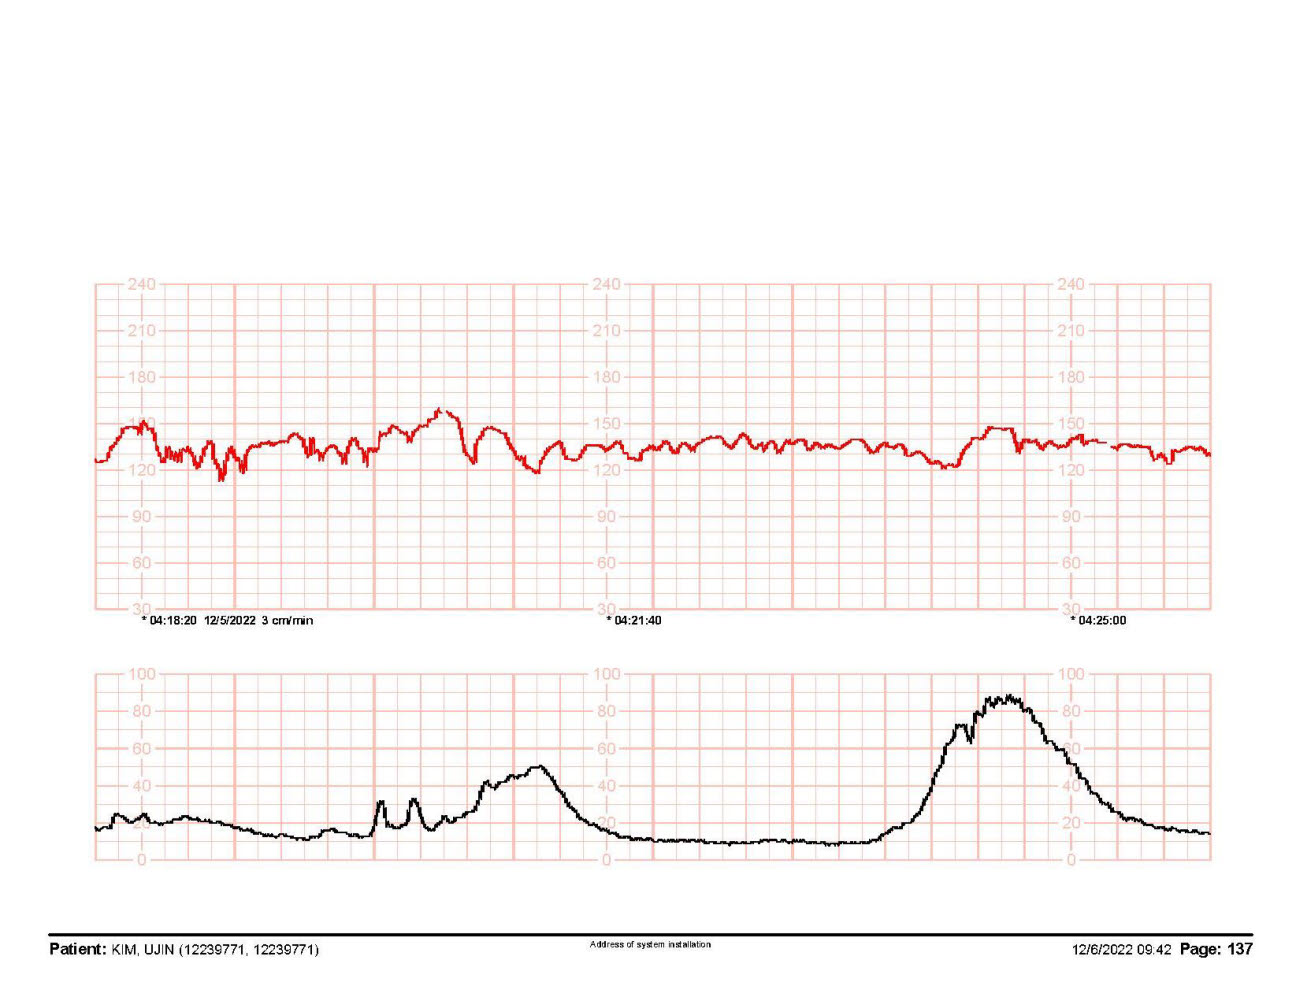 240 240 240
210 210 210
180 180 180
150 150 150
120 120 120
90 90 90
60 60 60
30 30 30
* 04:18:20 12/5/2022 3 cm/min * 04:21:40 * 04:25:00
100 100 100
80 80 80
60 60 60
40 40 40
20 20 20
0 0 0
Patient: KIM, UJIN (12239771, 12239771) Address of system installation 12/6/2022 09:42 Page: 137